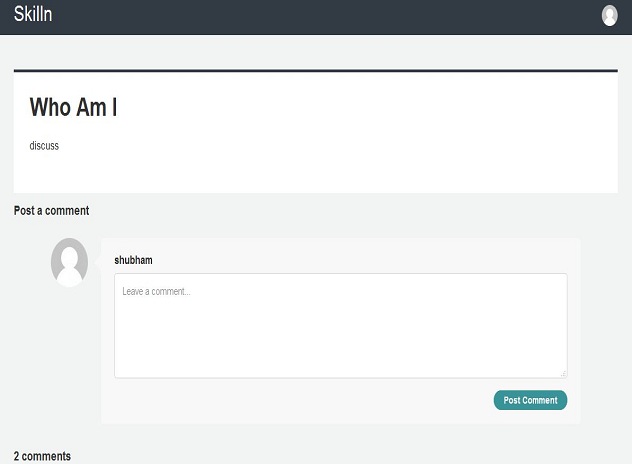 Skilln
Who Am I
discuss
Post a comment
shubham
Leave a comment...
Post Comment
2 comments